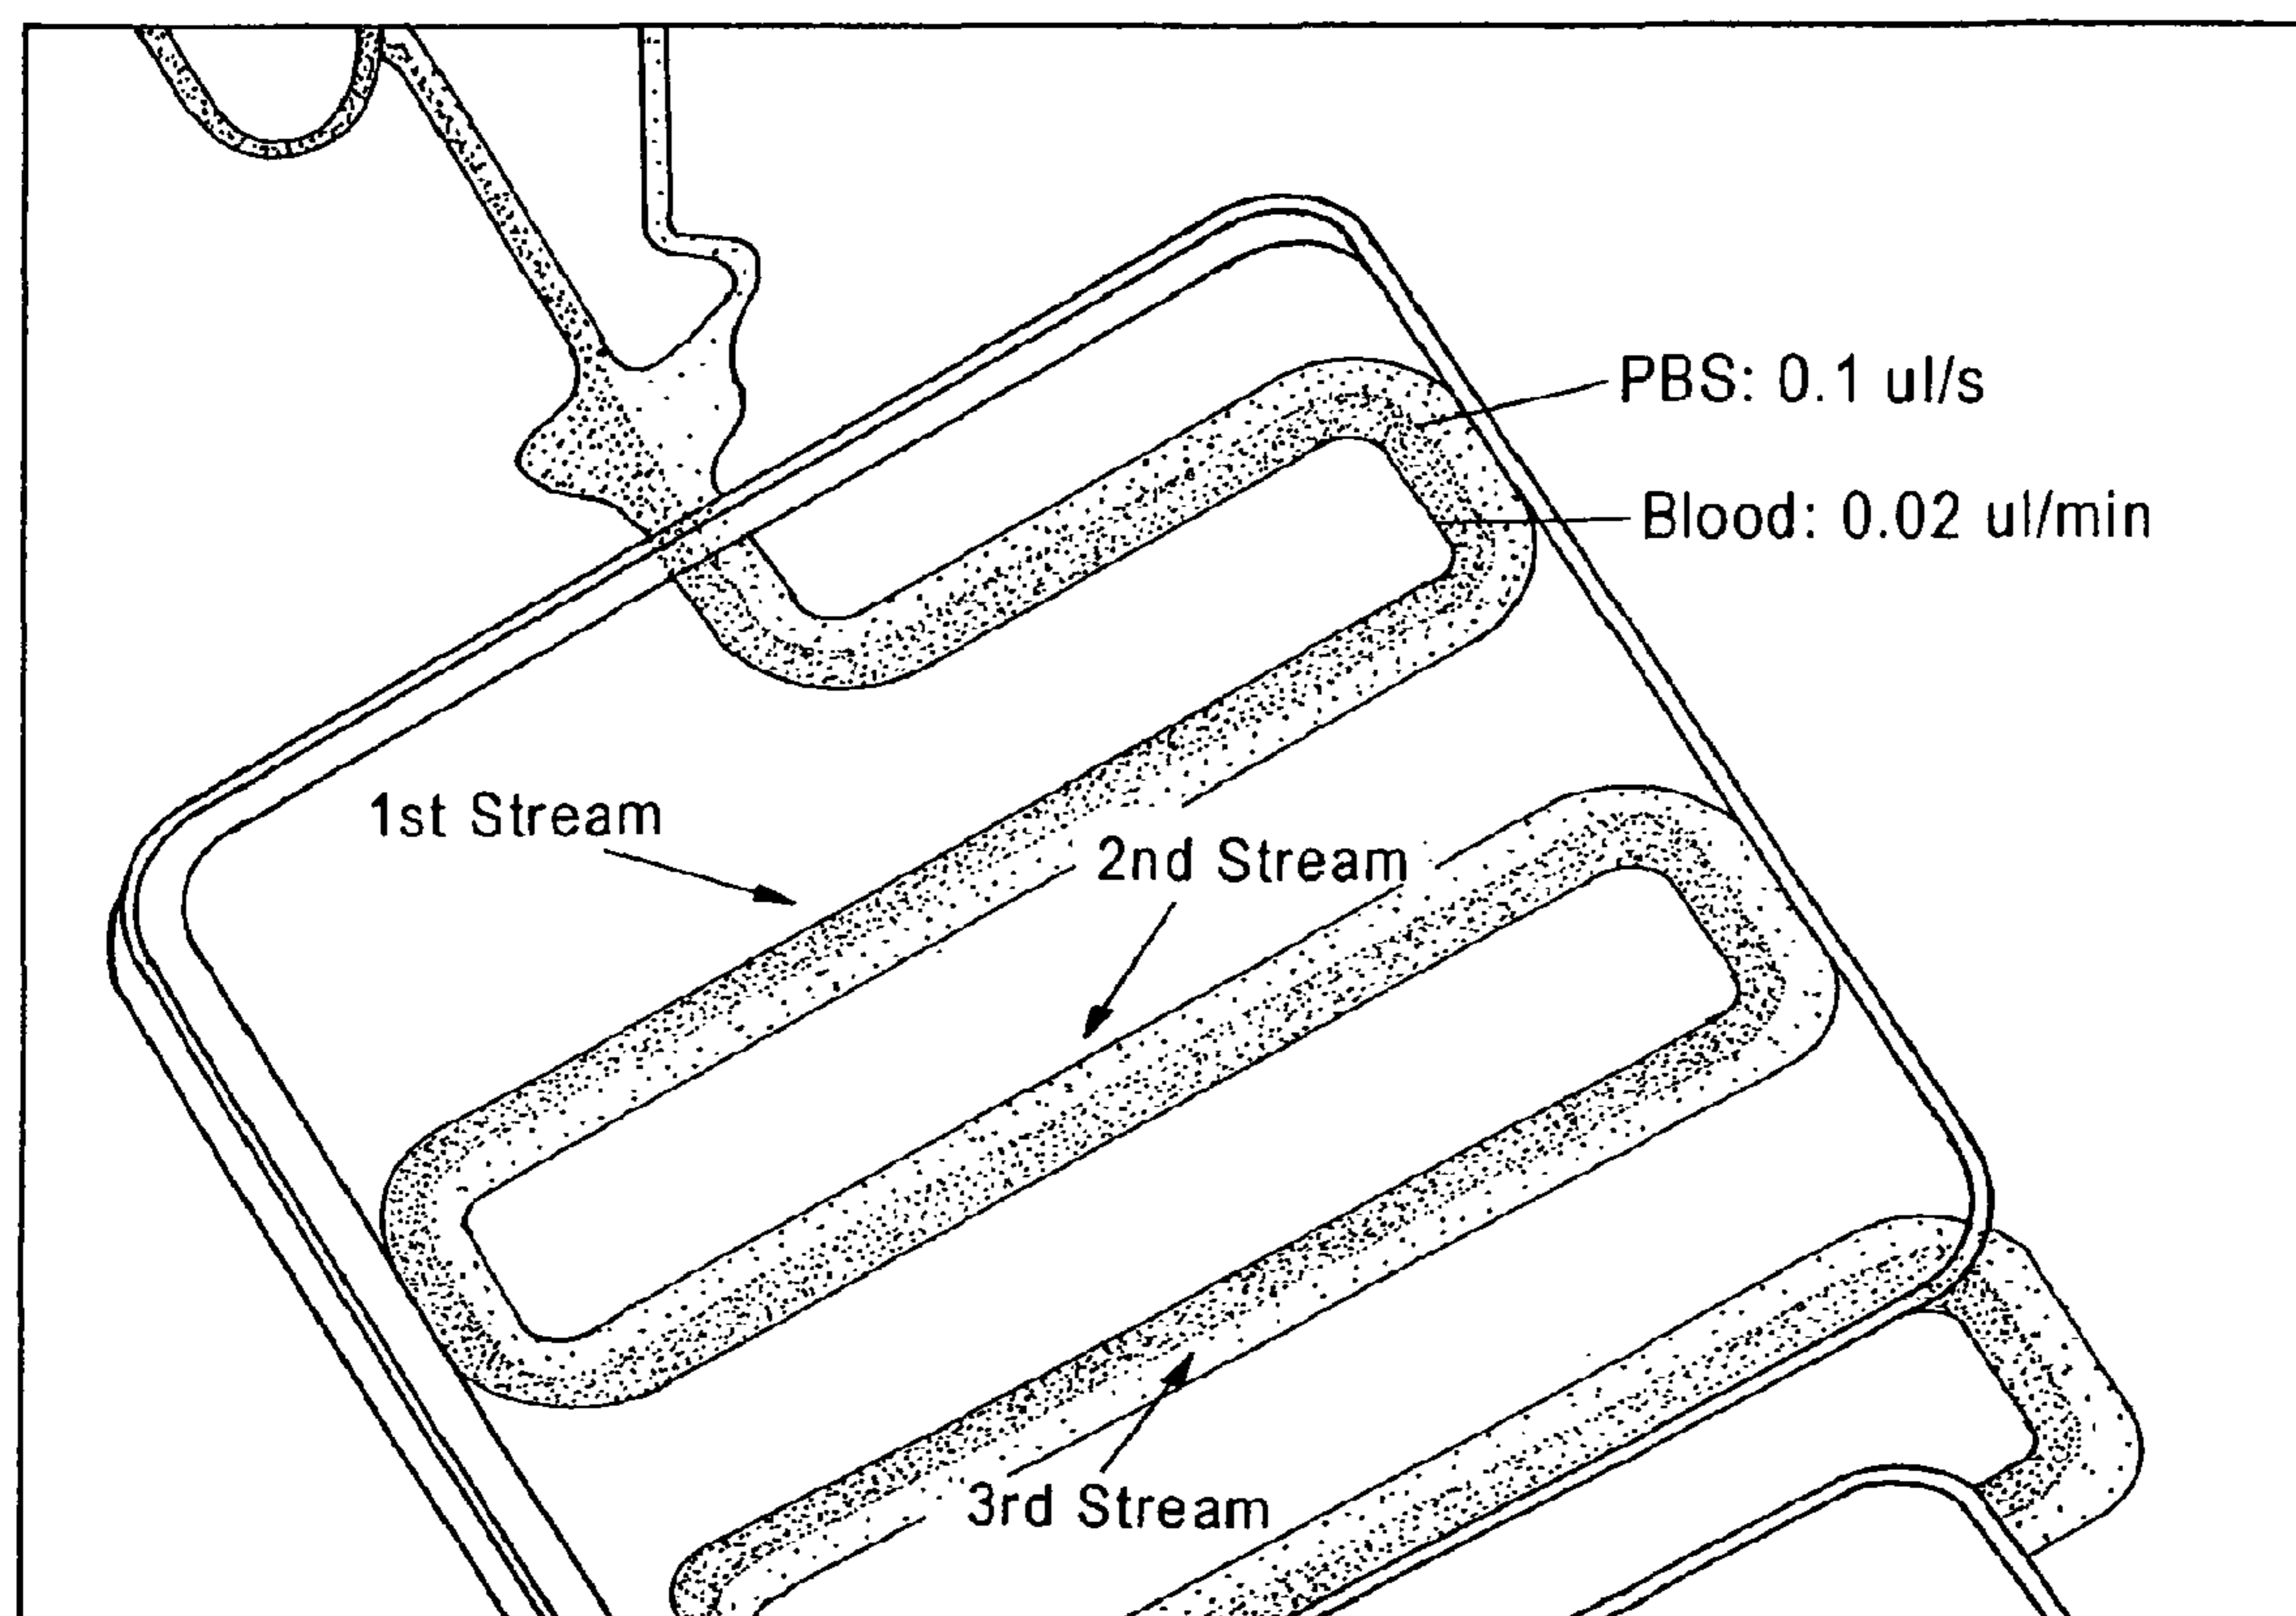 PBS: 0.1 ul/s
Blood: 0.02 ul/min
1st Stream
2nd Stream
3rd Stream